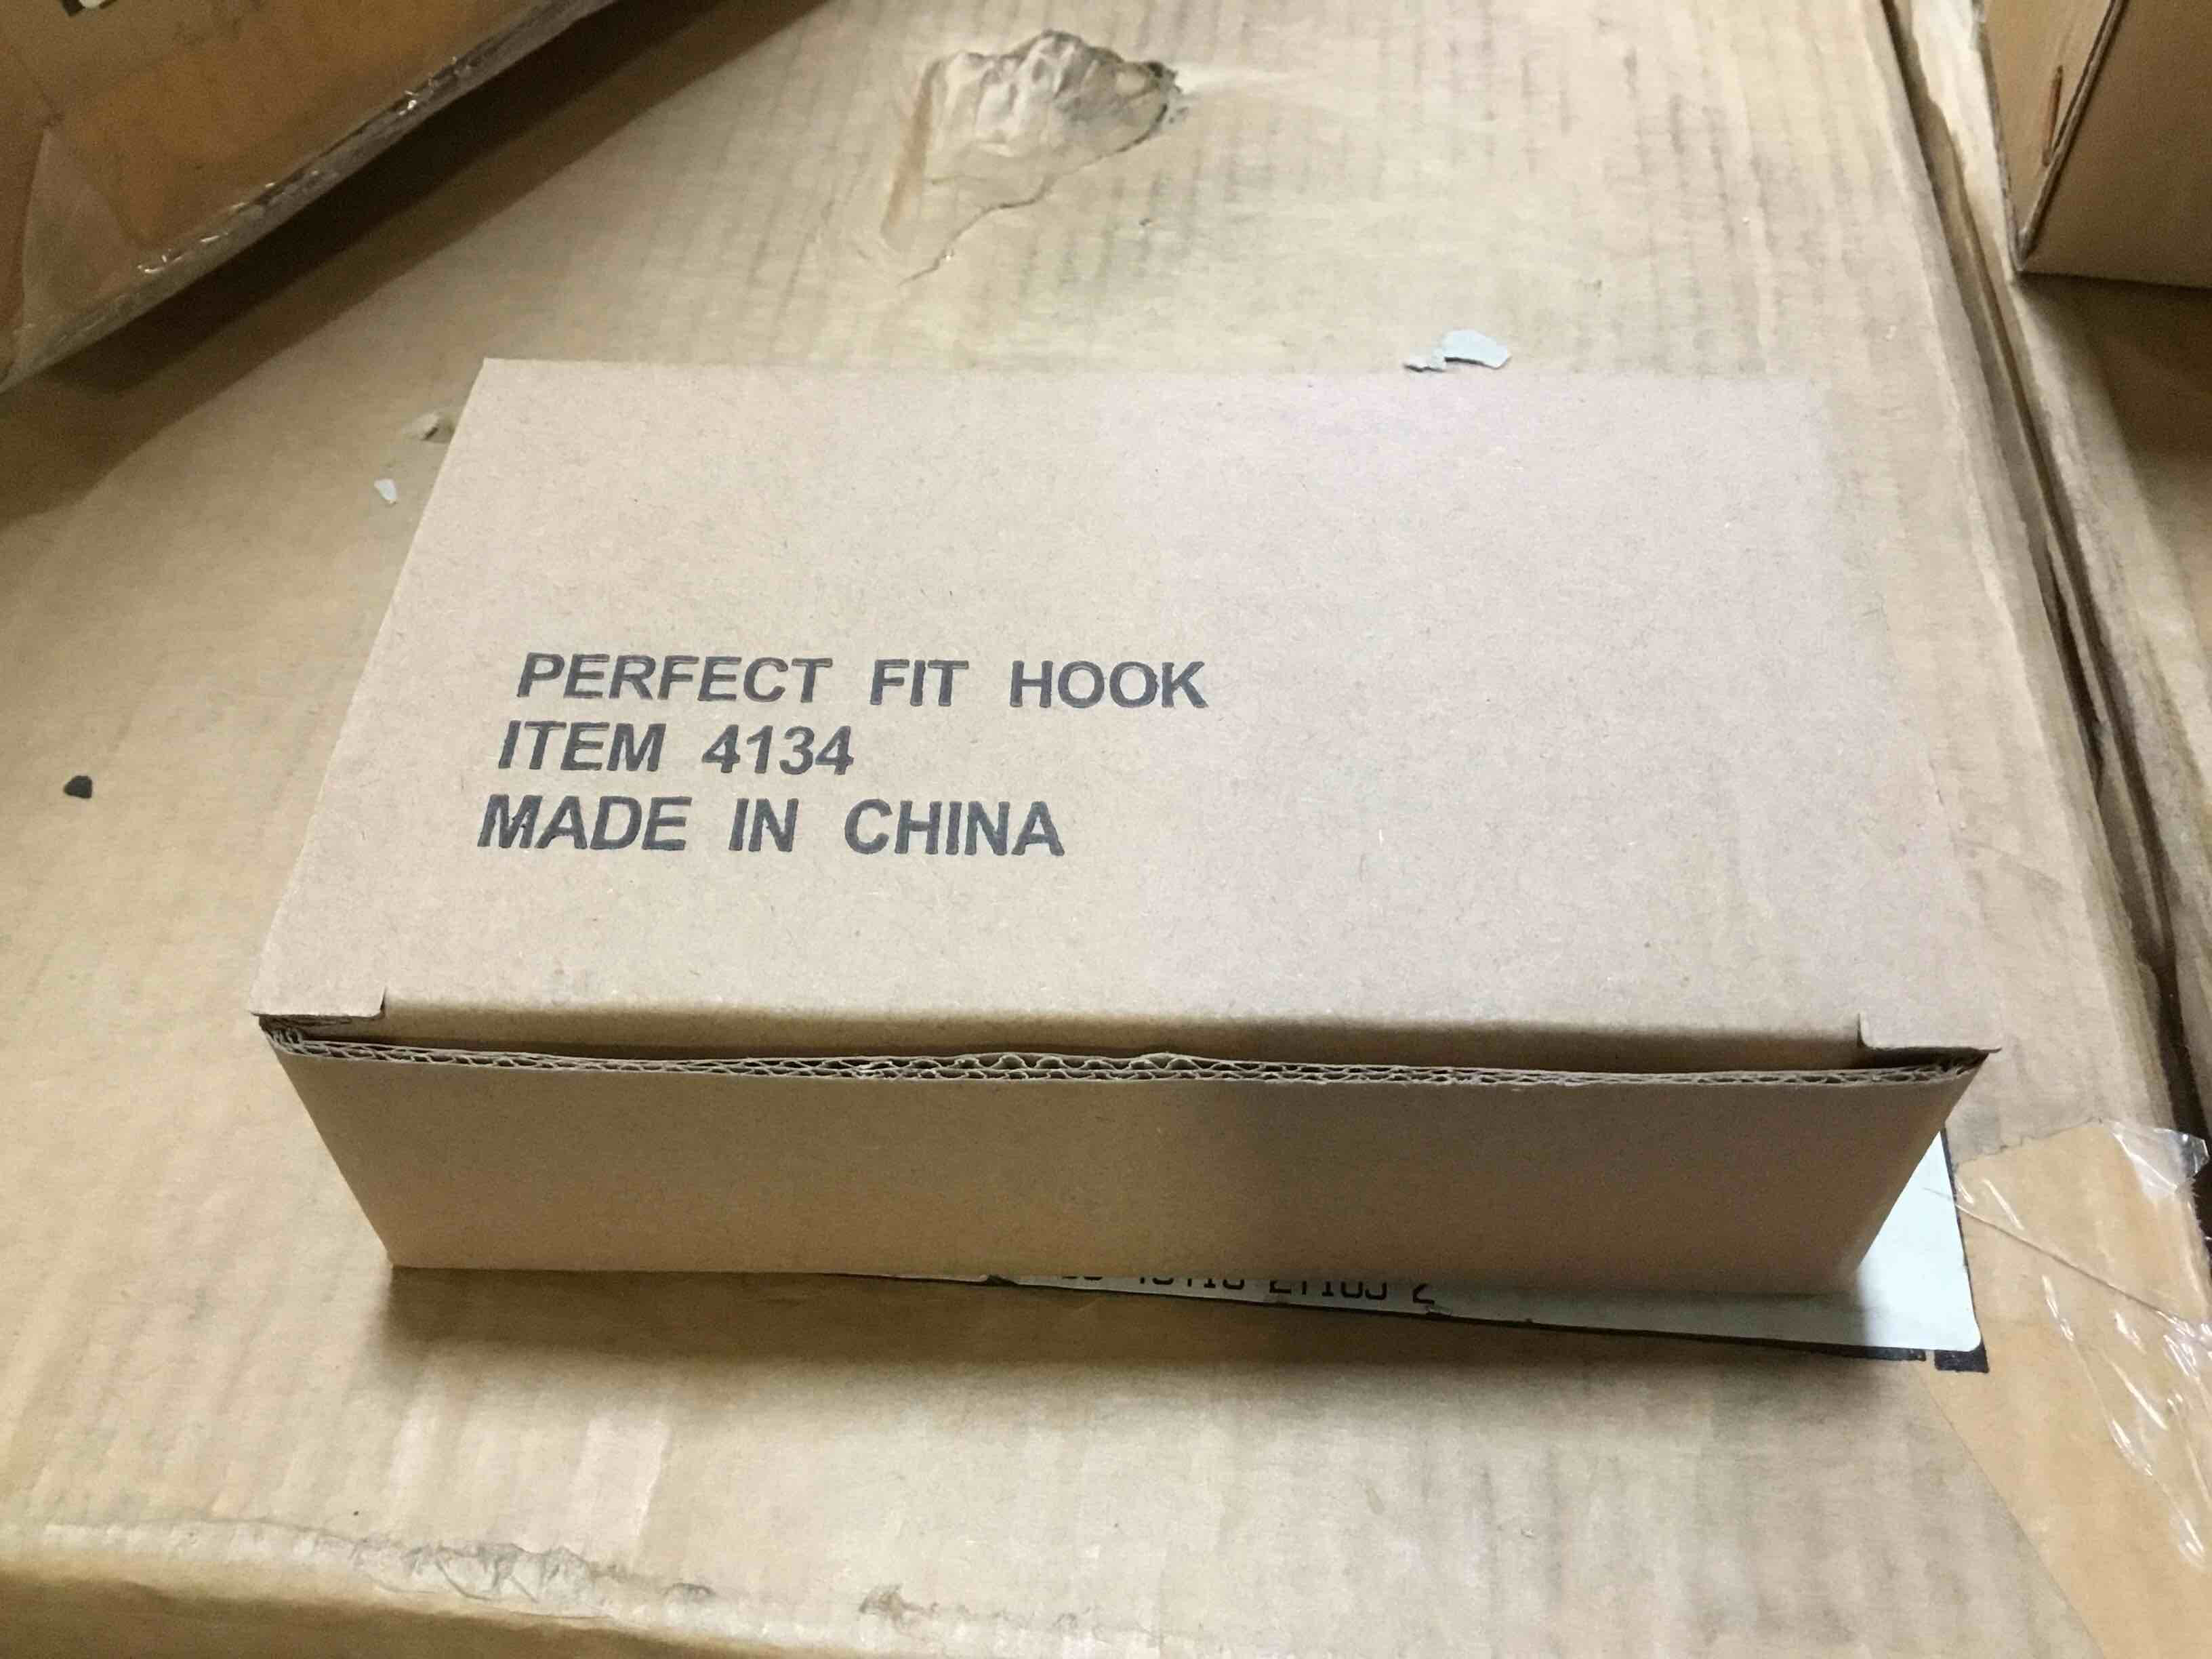 PERFECT FIT HOOK
ITEM 4134
MADE IN CHINA